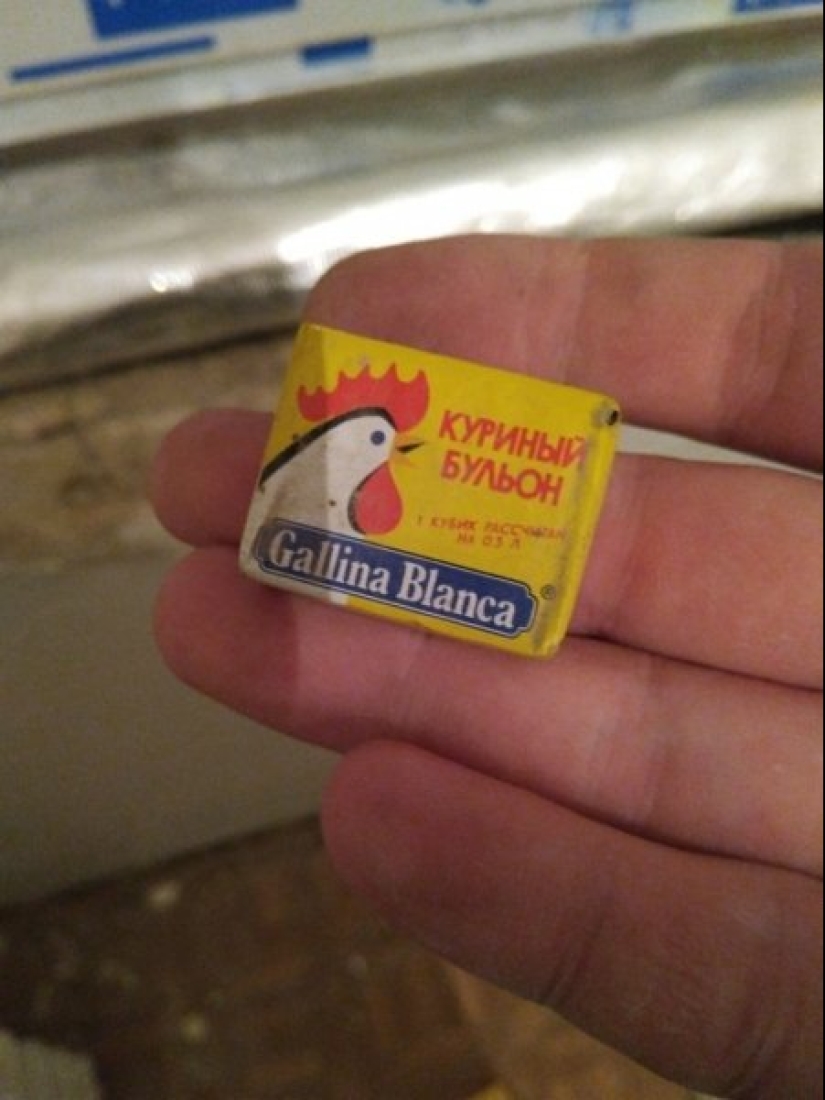 КУРИНЫЙ
БУЛЬОН
1 КУБИК РАССЧИТАН
НА 0.5 Л
Gallina Blanca ®